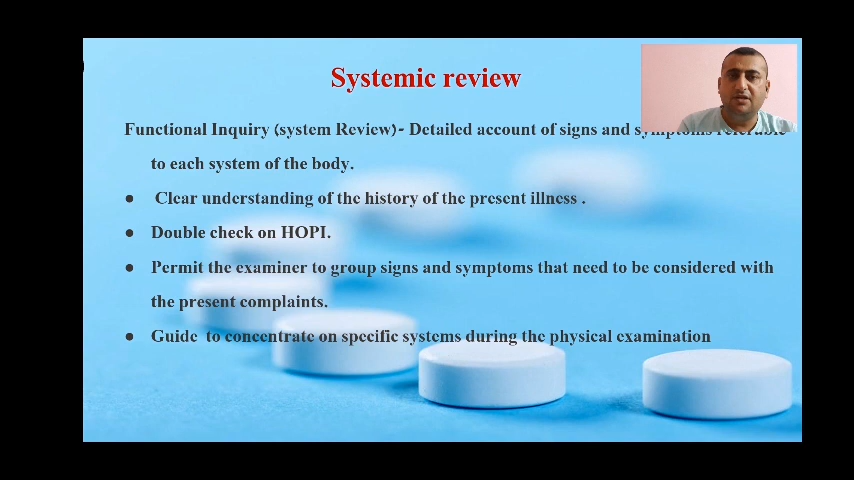 Systemic review
Functional Inquiry (system Review)- Detailed account of signs and symptoms referable
to each system of the body.
● Clear understanding of the history of the present illness .
● Double check on HOPI.
● Permit the examiner to group signs and symptoms that need to be considered with
the present complaints.
● Guide to concentrate on specific systems during the physical examination